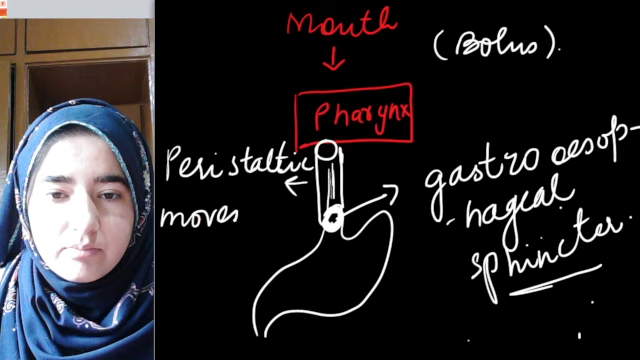 Mouth
(Bolus).
Pharynx
Peristaltic
moves
gastro oesop-
-hageal
sphincter.